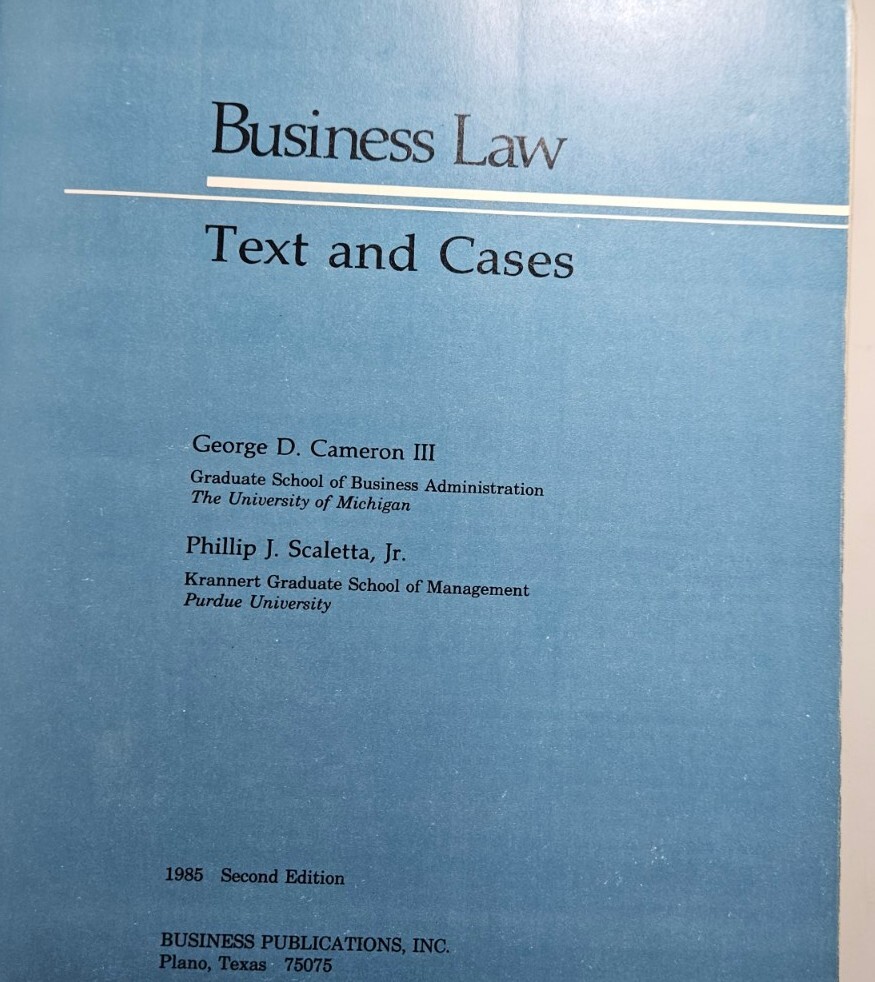 Business Law
Text and Cases
George D. Cameron III
Graduate School of Business Administration
The University of Michigan
Phillip J. Scaletta, Jr.
Krannert Graduate School of Management
Purdue University
1985 Second Edition
BUSINESS PUBLICATIONS, INC.
Plano, Texas 75075